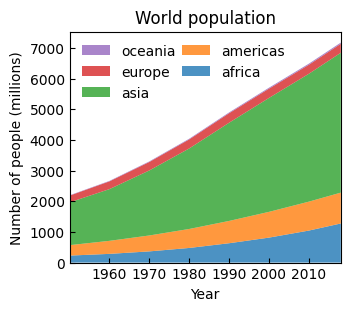 World population
oceania
americas
europe
africa
asia
7000
6000
5000
4000
3000
2000
1000
0
Number of people (millions)
1960 1970 1980 1990 2000 2010
Year